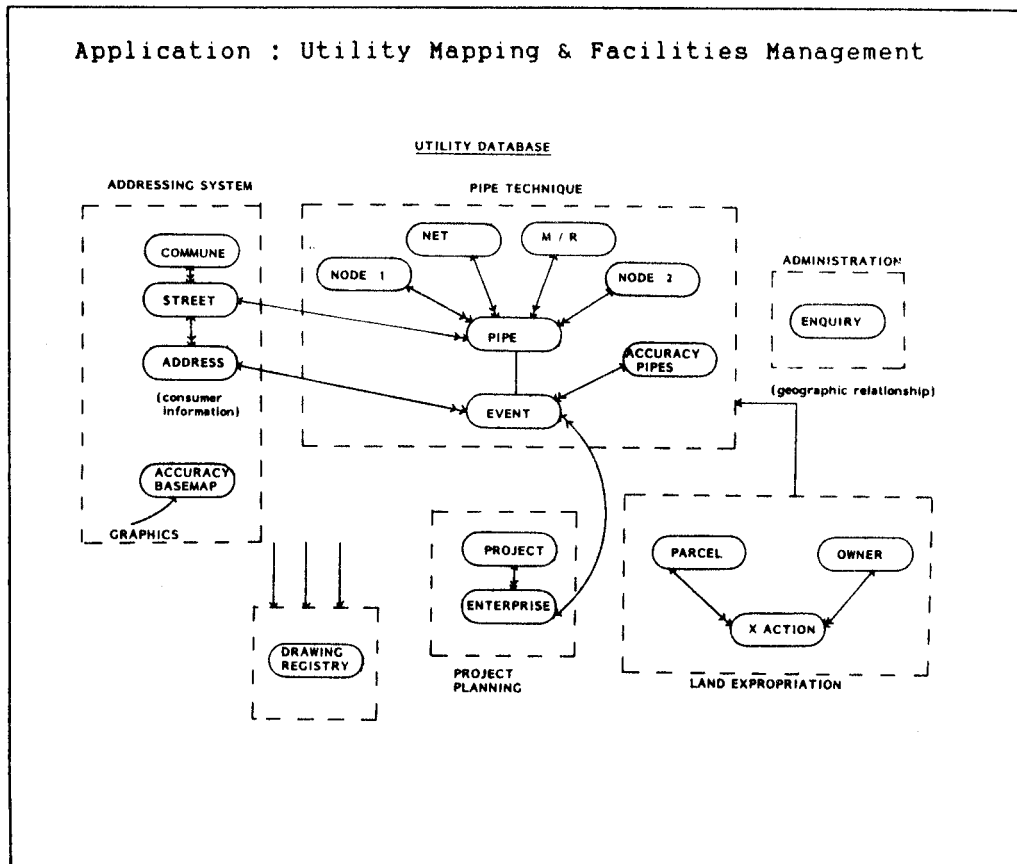 Application : Utility Mapping & Facilities Management
UTILITY DATABASE
ADDRESSING SYSTEM
PIPE TECHNIQUE
COMMUNE
STREET
ADDRESS
(consumer
information)
ACCURACY
BASEMAP
GRAPHICS
NET
M / R
NODE 1
NODE 2
PIPE
ACCURACY
PIPES
EVENT
ADMINISTRATION
ENQUIRY
(geographic relationship)
DRAWING
REGISTRY
PROJECT
ENTERPRISE
PROJECT
PLANNING
PARCEL
OWNER
X ACTION
LAND EXPROPRIATION